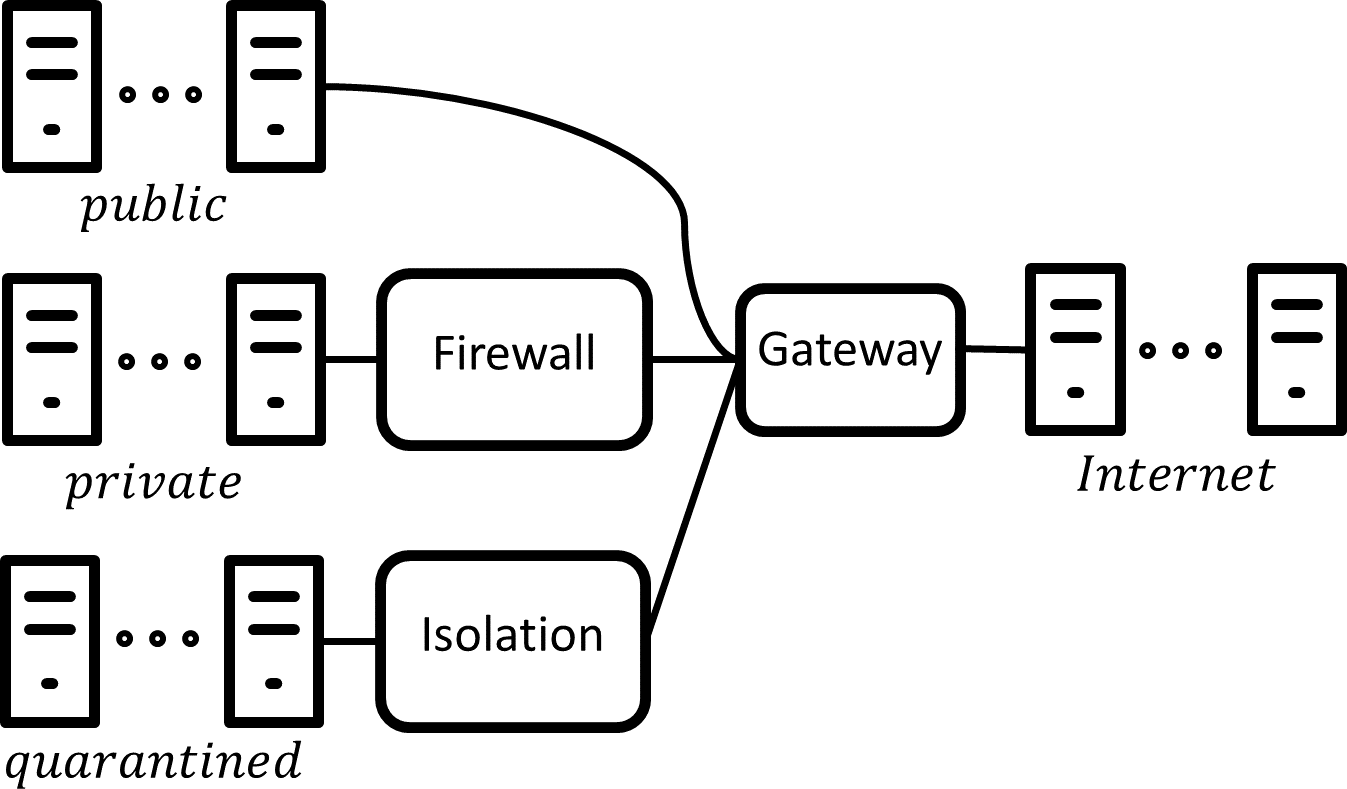 public
Firewall
Gateway
private
Internet
Isolation
quarantined